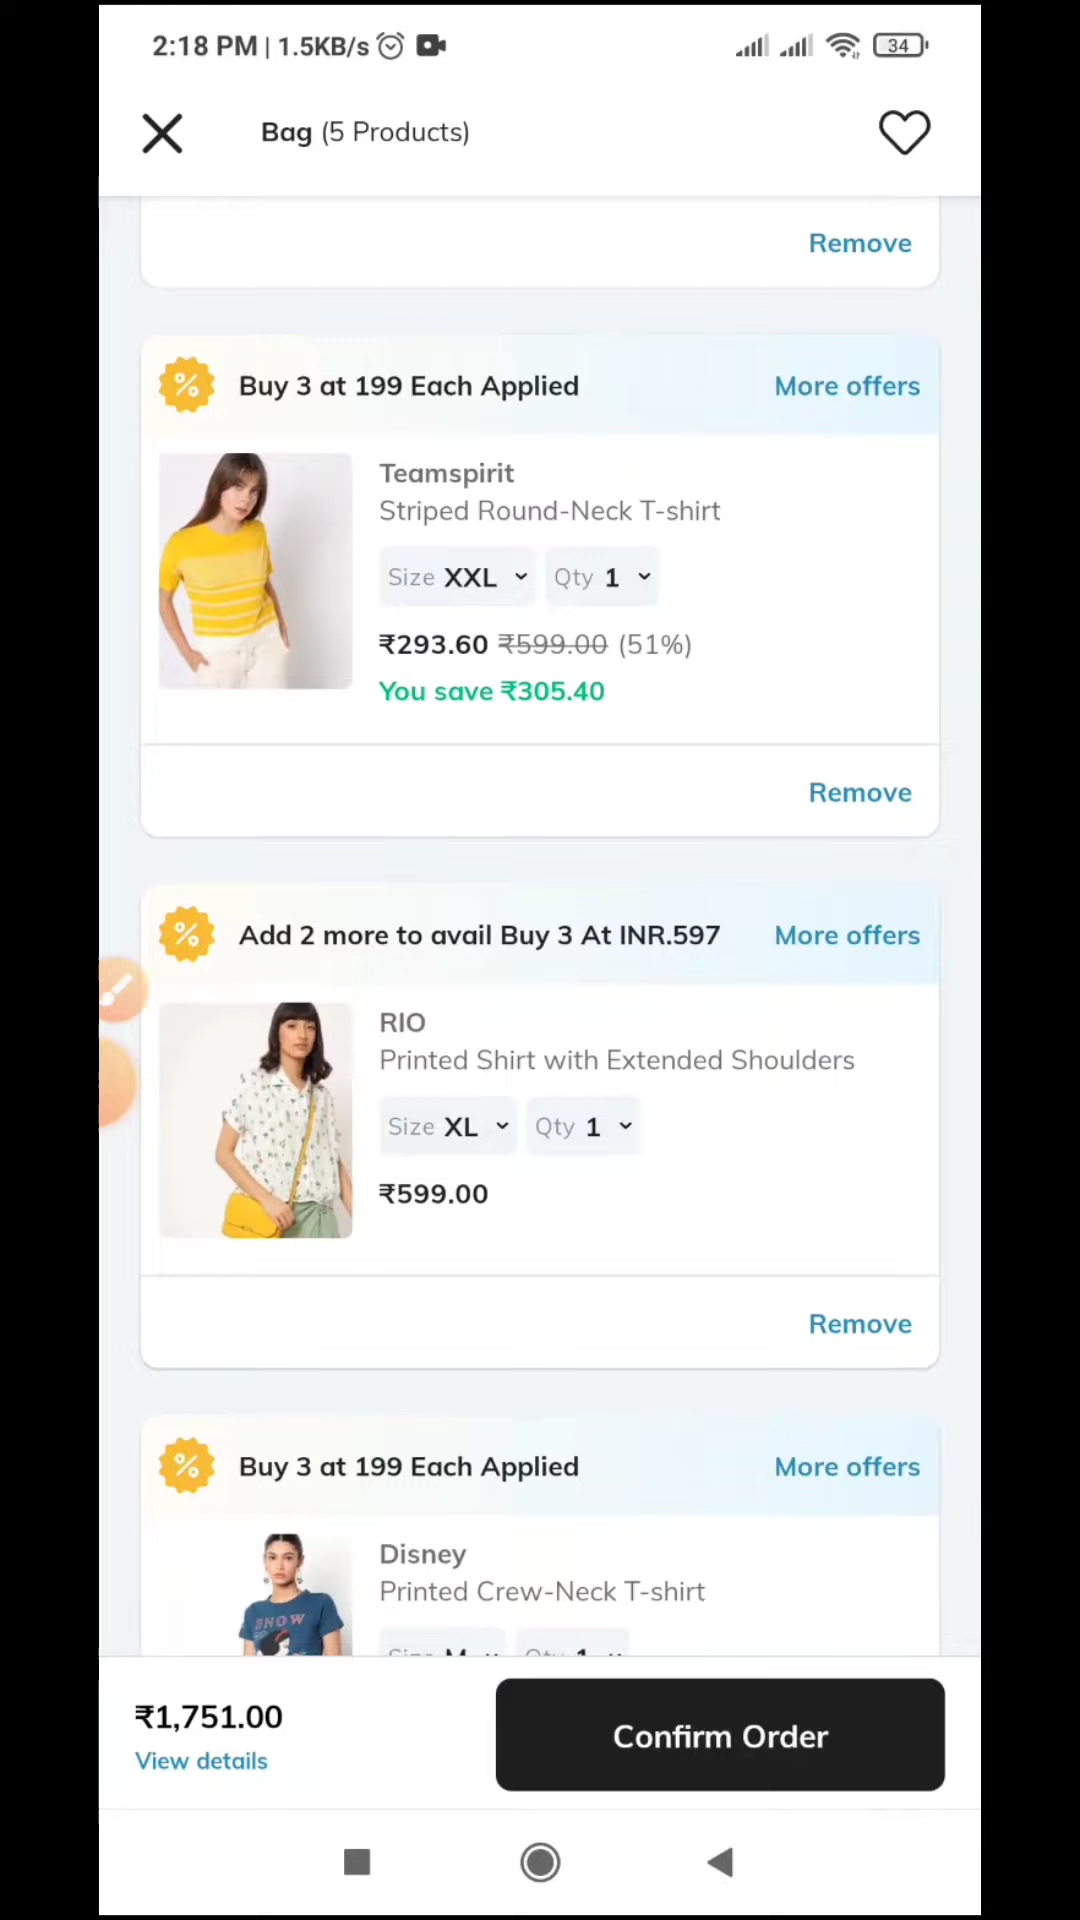 2:18 PM | 1.5KB/s
34
Bag (5 Products)
Remove
% Buy 3 at 199 Each Applied More offers
Teamspirit
Striped Round-Neck T-shirt
Size XXL Qty 1
₹293.60 ₹599.00 (51%)
You save ₹305.40
Remove
% Add 2 more to avail Buy 3 At INR.597 More offers
RIO
Printed Shirt with Extended Shoulders
Size XL Qty 1
₹599.00
Remove
% Buy 3 at 199 Each Applied More offers
Disney
Printed Crew-Neck T-shirt
SNOW
Size M Qty 1
₹1,751.00
View details
Confirm Order